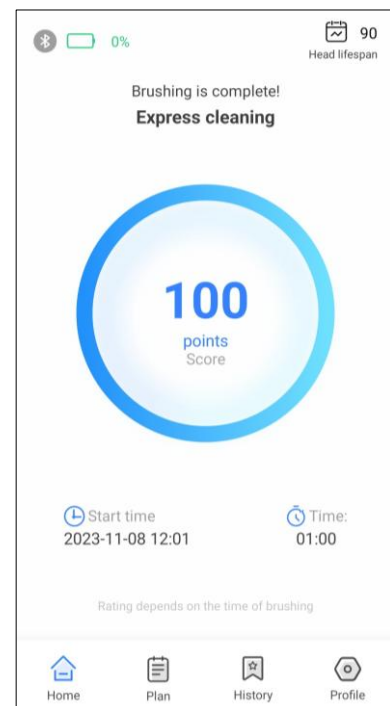 0%
90
Head lifespan
Brushing is complete!
Express cleaning
100
points
Score
Start time
2023-11-08 12:01
Time:
01:00
Rating depends on the time of brushing
Home
Plan
History
Profile